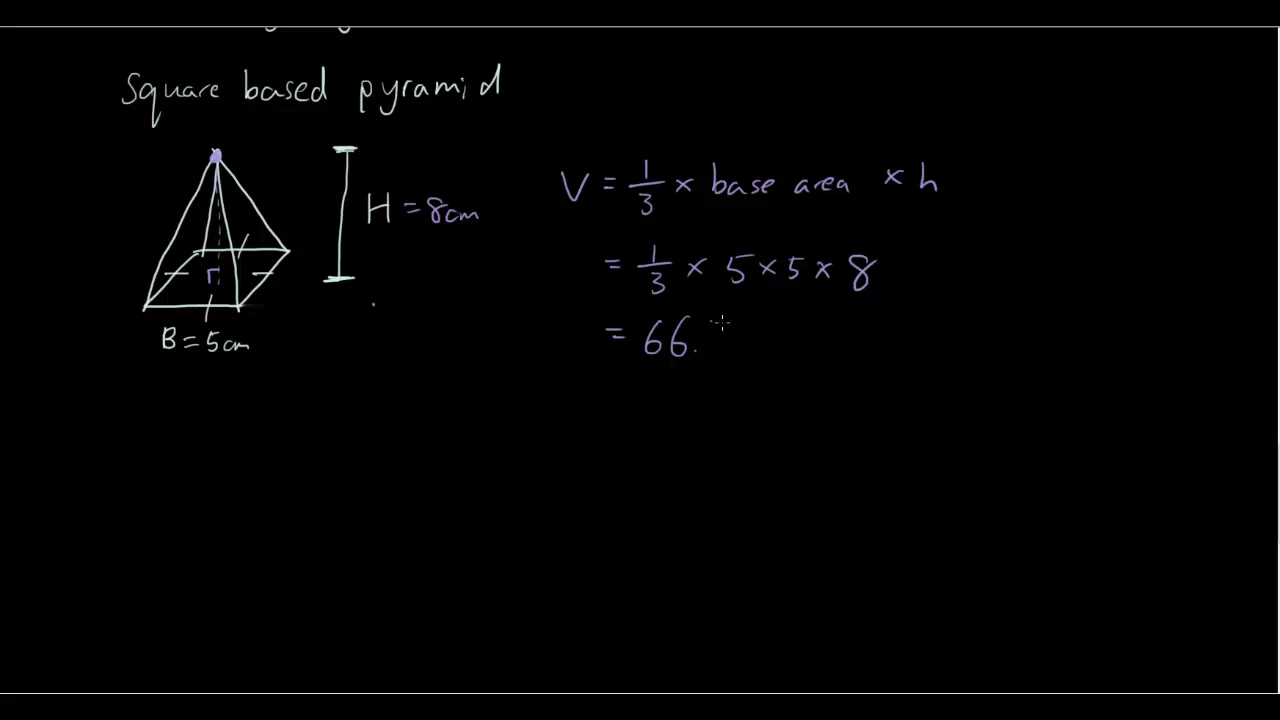 Square based pyramid
H = 8cm
B = 5cm
V = 1/3 × base area × h
= 1/3 × 5 × 5 × 8
= 66.